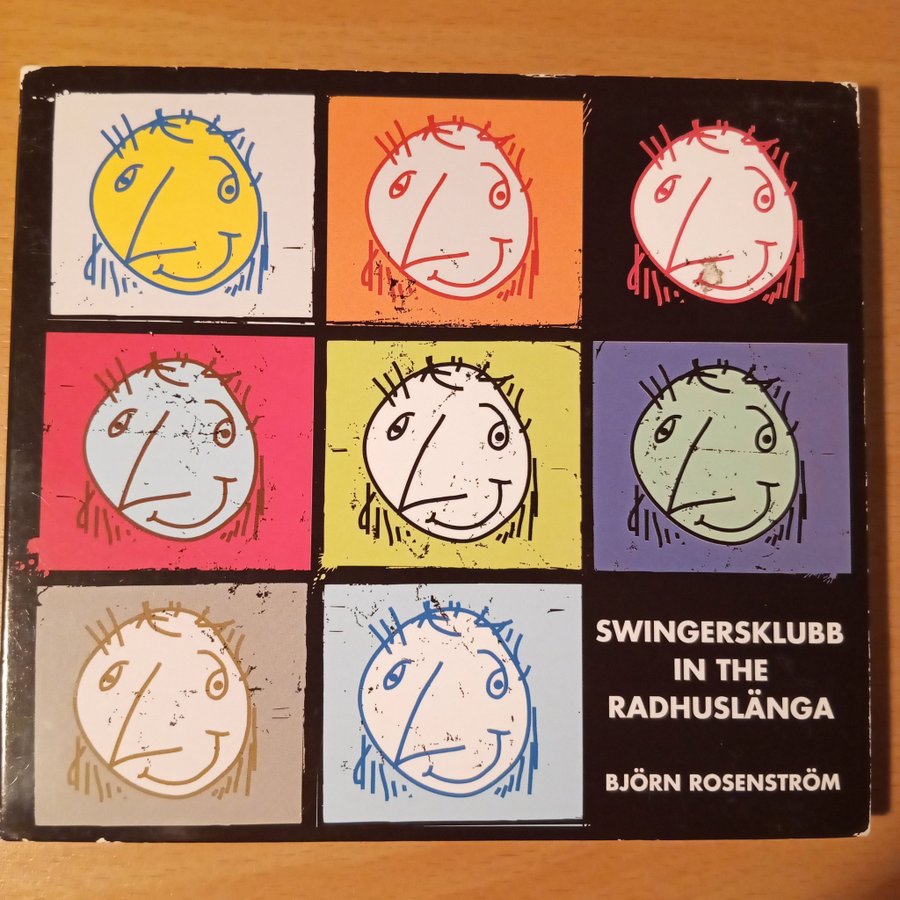 SWINGERSKLUBB
IN THE
RADHUSLÄNGA
BJÖRN ROSENSTRÖM